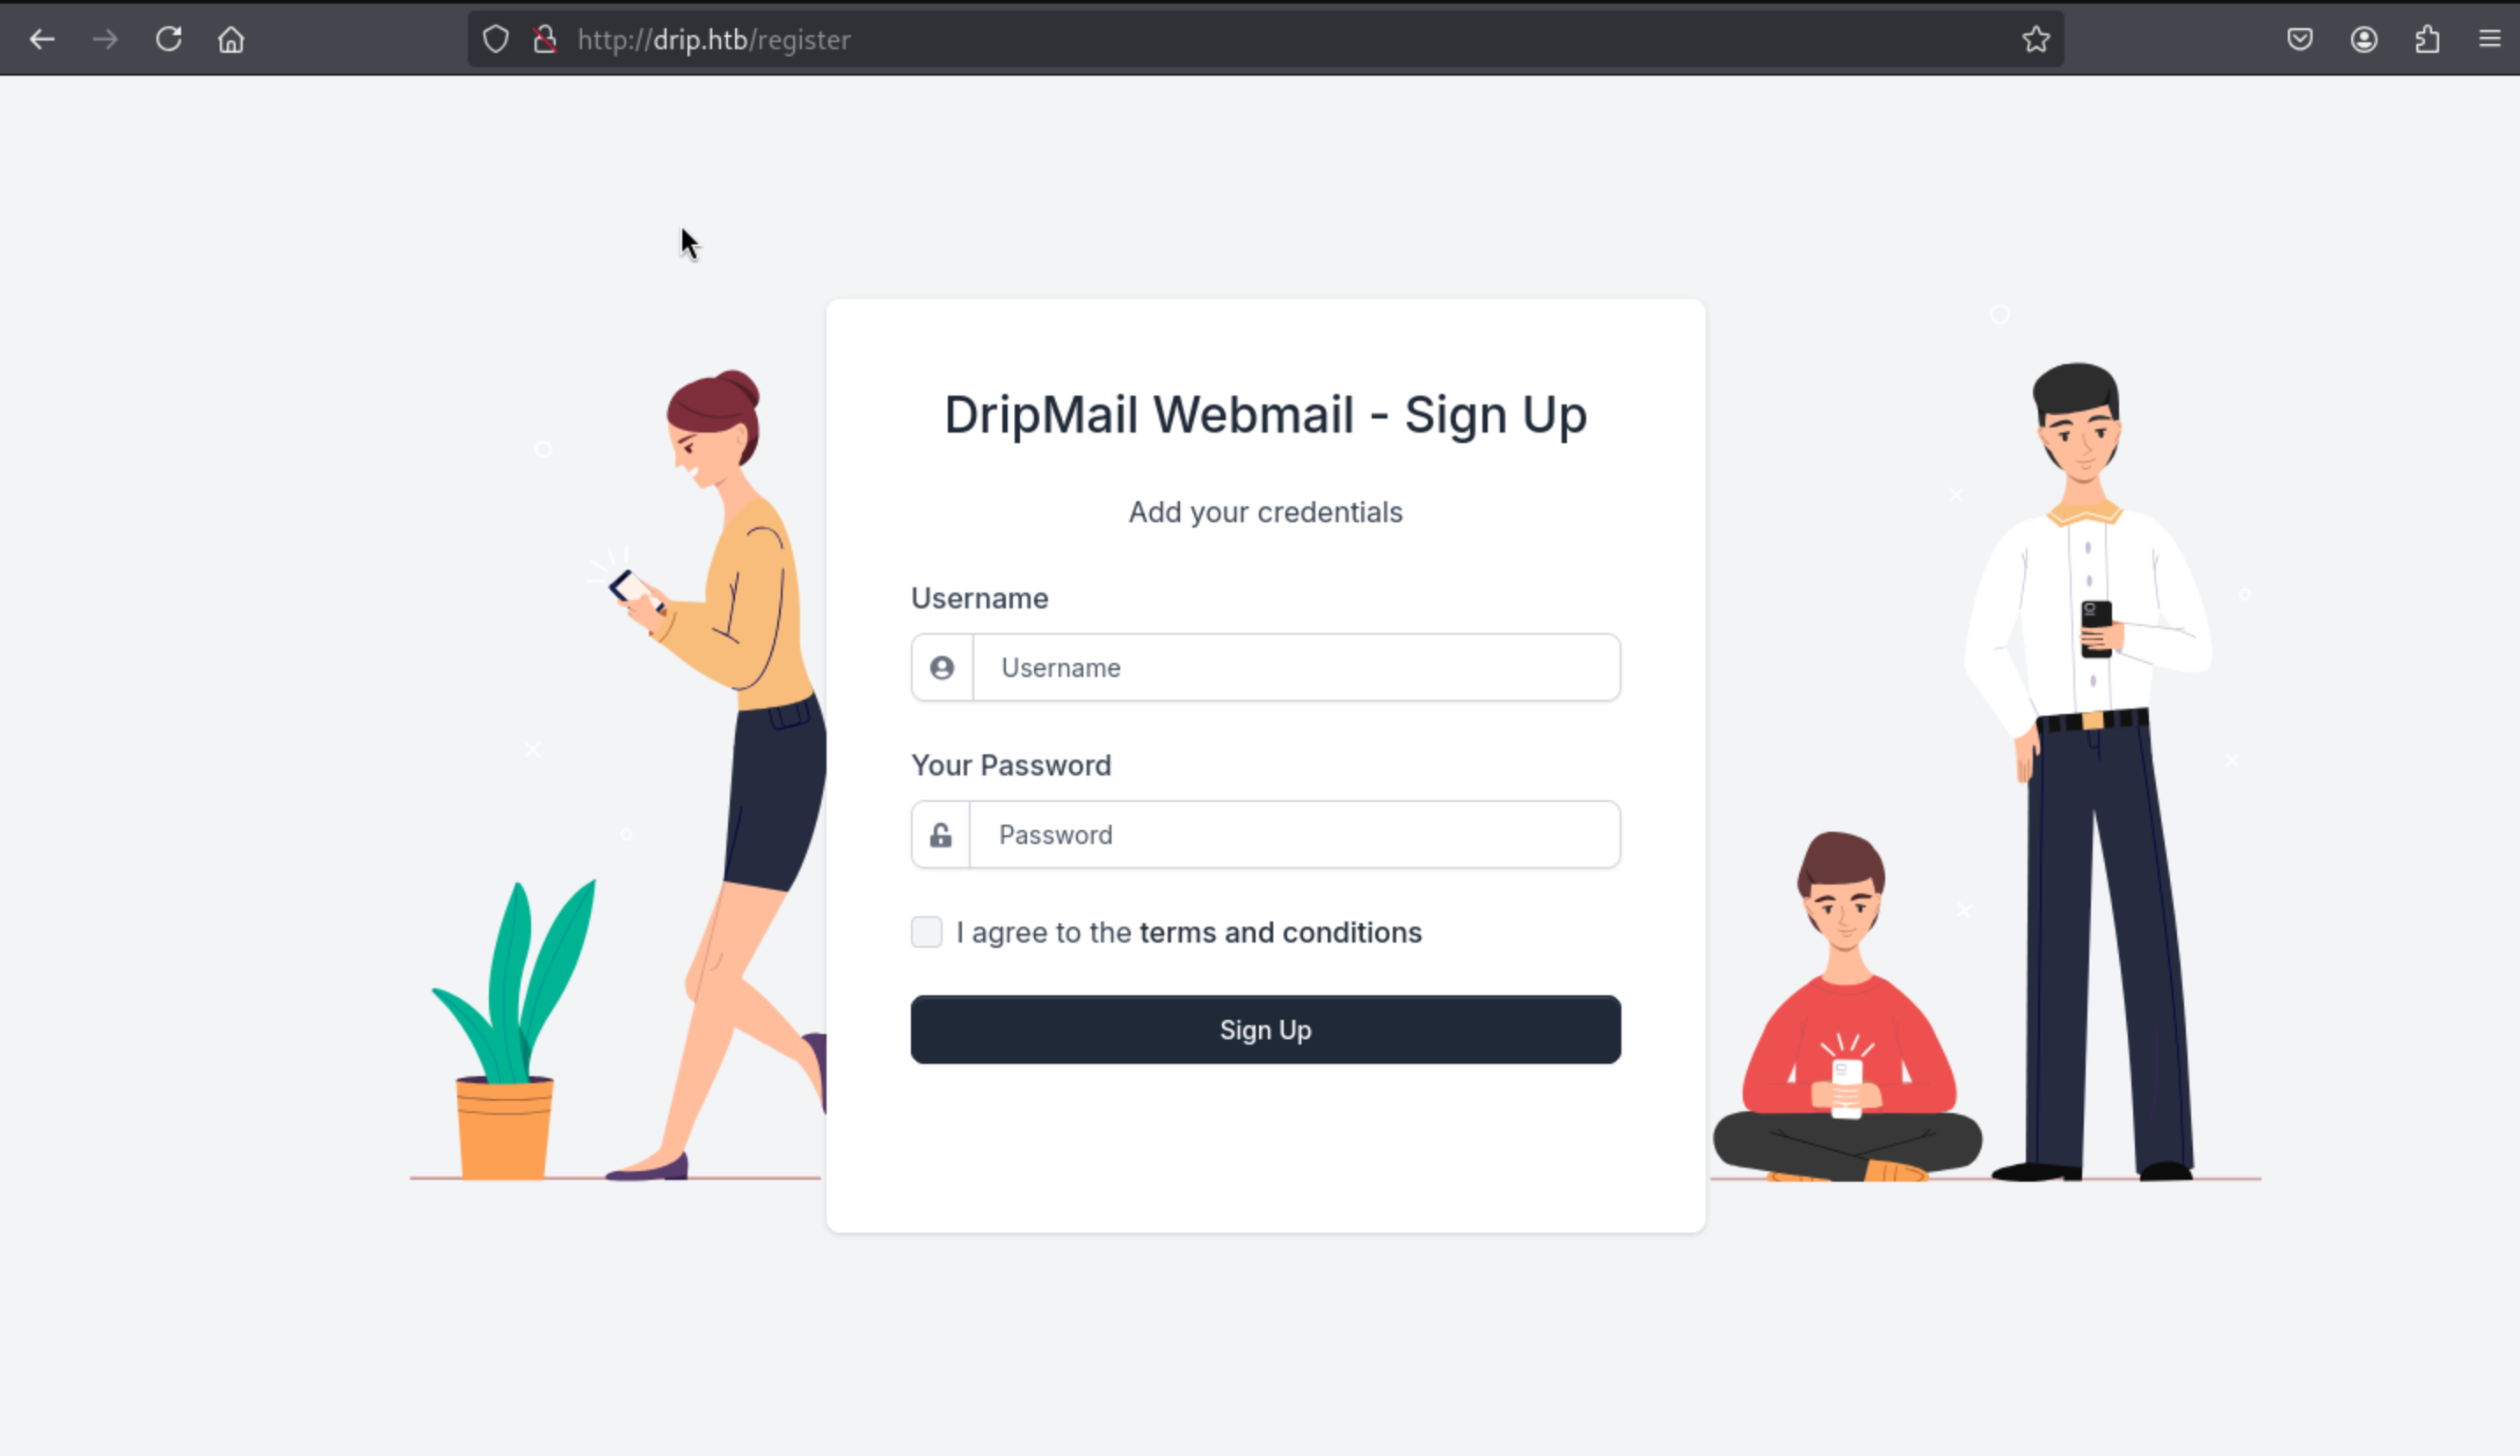 http://drip.htb/register
DripMail Webmail - Sign Up
Add your credentials
Username
Username
Your Password
Password
I agree to the terms and conditions
Sign Up